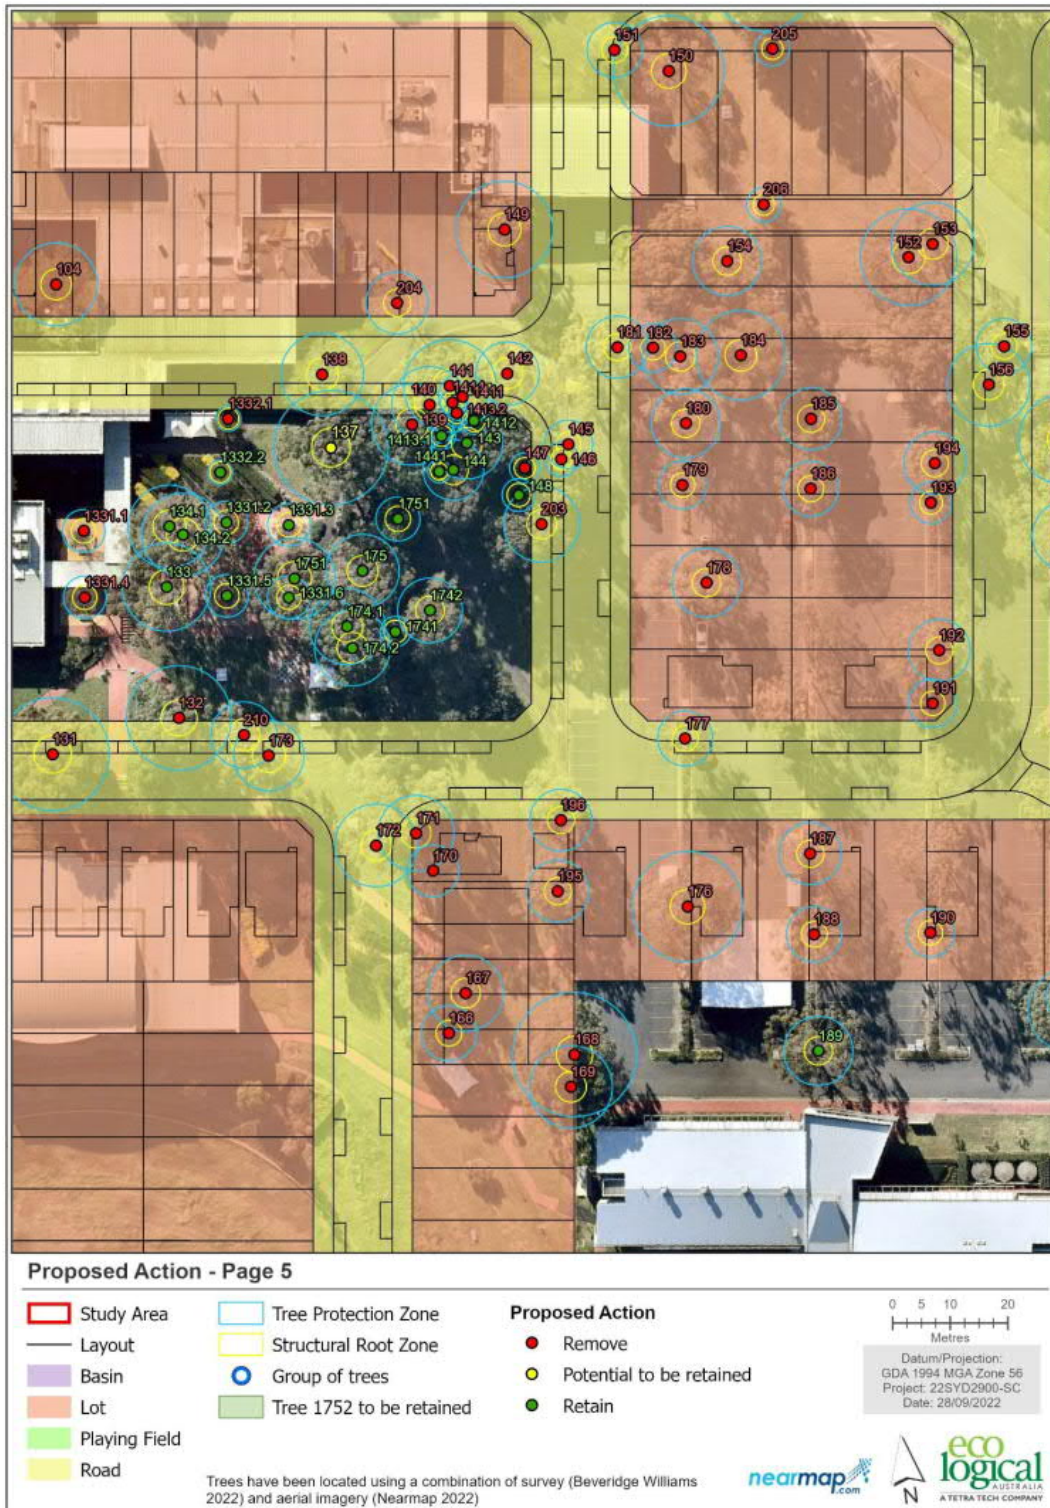 151
205
150
206
149
153
152
154
104
204
181
182
183
184
155
156
138
142
141
140
1411
139
1413.2
1412
1413.1
143
145
1332.1
137
180
185
1441
144
147
146
194
1332.2
148
179
186
193
1331.1
134.1
1331.2
1331.3
1751
203
134.2
133
1331.4
1331.5
1751
175
1331.6
178
1742
174.1
1741
174.2
192
132
191
210
131
173
177
172
171
196
170
187
195
176
188
190
167
166
168
189
169
Proposed Action - Page 5
Study Area
Layout
Basin
Lot
Playing Field
Road
Tree Protection Zone
Structural Root Zone
Group of trees
Tree 1752 to be retained
Proposed Action
Remove
Potential to be retained
Retain
0 5 10 20
Metres
Datum/Projection:
GDA 1994 MGA Zone 56
Project: 22SYD2900-SC
Date: 28/09/2022
Trees have been located using a combination of survey (Beveridge Williams
2022) and aerial imagery (Nearmap 2022)
nearmap
.com
N
eco
logical
AUSTRALIA
A TETRA TECH COMPANY